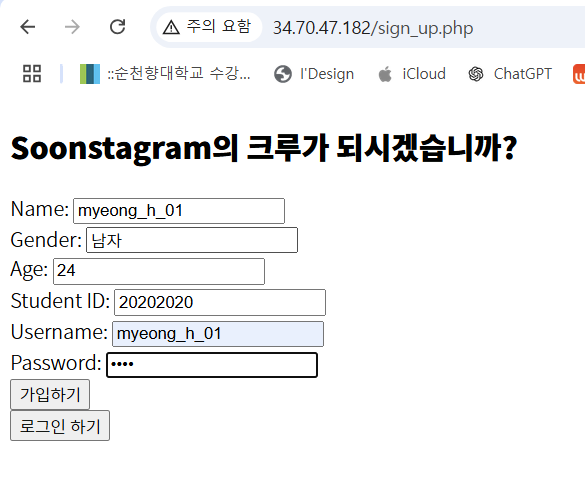 주의 요함 34.70.47.182/sign_up.php
::순천향대학교 수강... I'Design iCloud ChatGPT
Soonstagram의 크루가 되시겠습니까?
Name: myeong_h_01
Gender: 남자
Age: 24
Student ID: 20202020
Username: myeong_h_01
Password: ••••
가입하기
로그인 하기